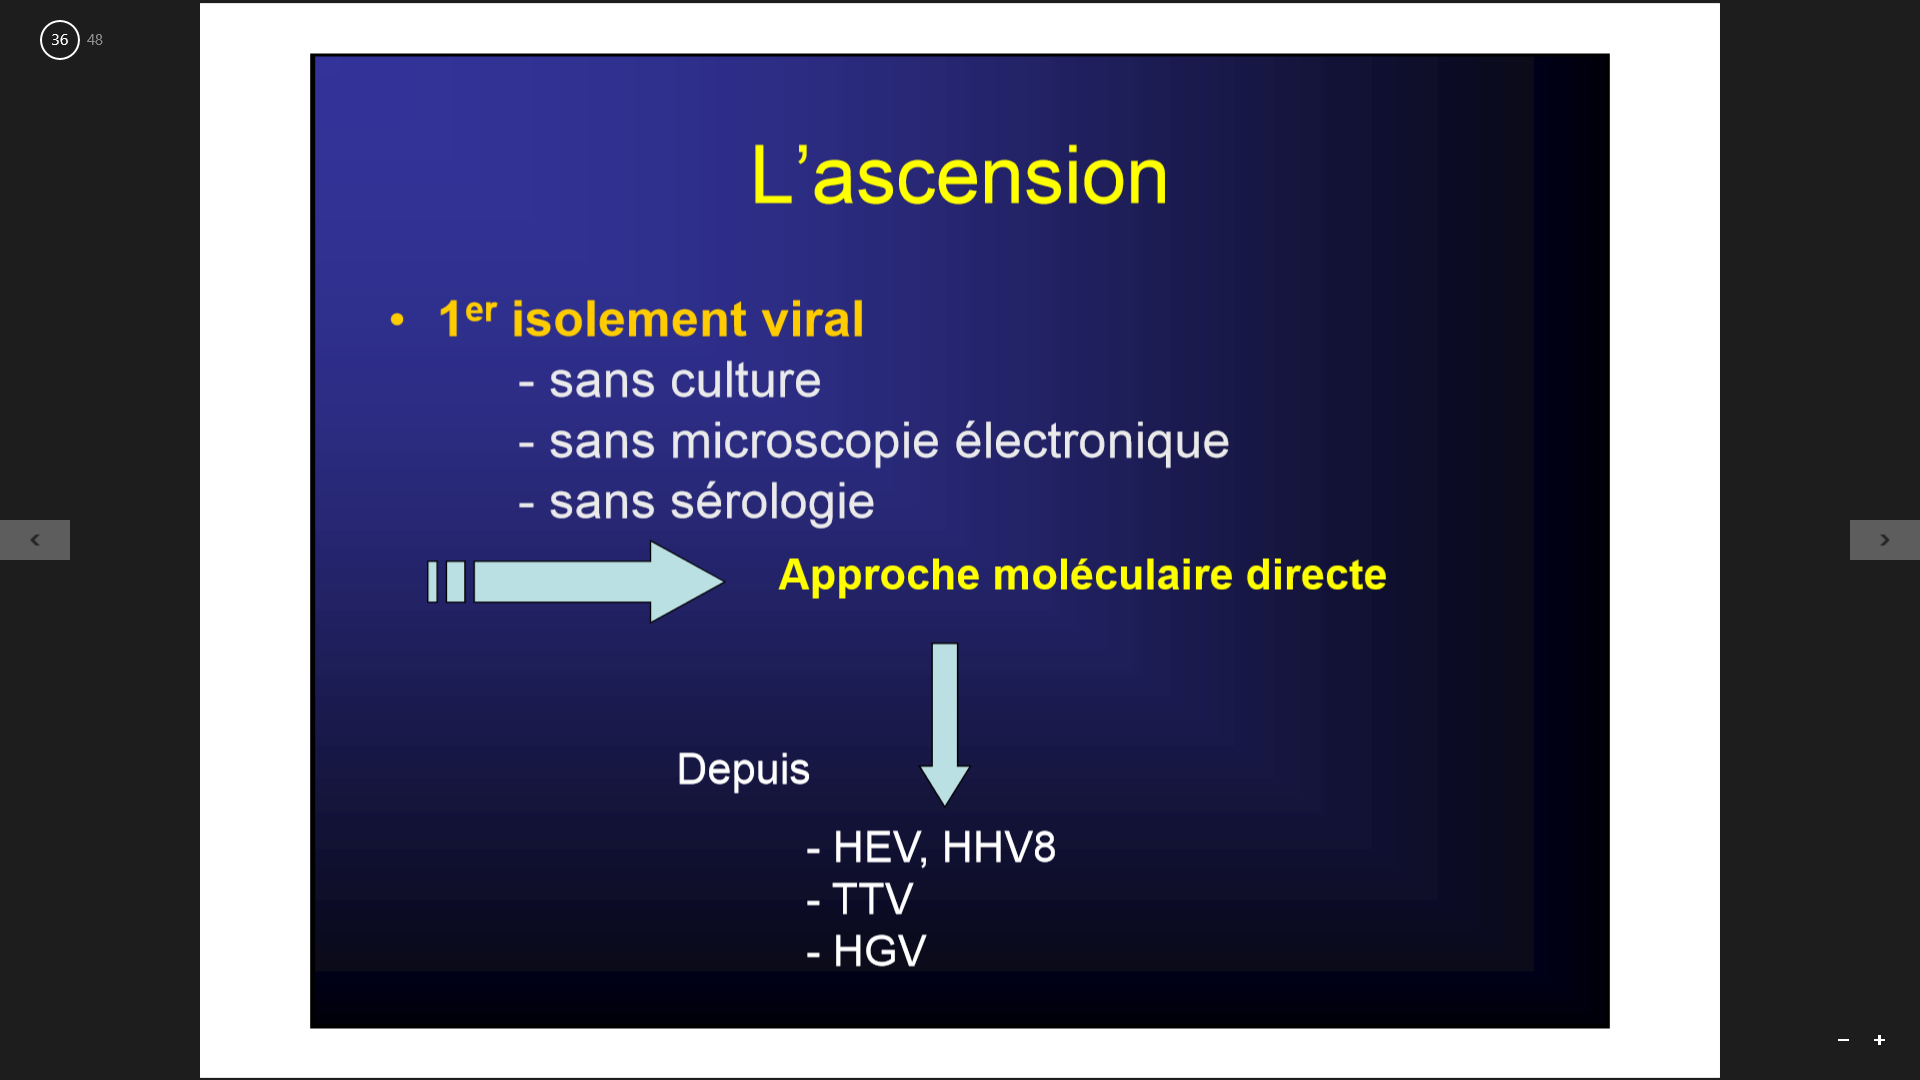 36 48
L’ascension
• 1er isolement viral
- sans culture
- sans microscopie électronique
- sans sérologie
Approche moléculaire directe
Depuis
- HEV, HHV8
- TTV
- HGV